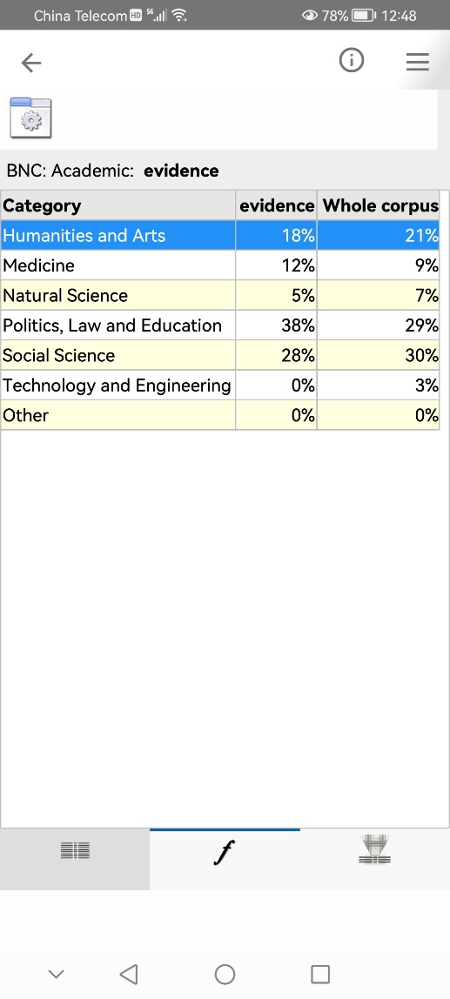 China Telecom HD 5G 78% 12:48
BNC: Academic: evidence
Category evidence Whole corpus
Humanities and Arts 18% 21%
Medicine 12% 9%
Natural Science 5% 7%
Politics, Law and Education 38% 29%
Social Science 28% 30%
Technology and Engineering 0% 3%
Other 0% 0%
f